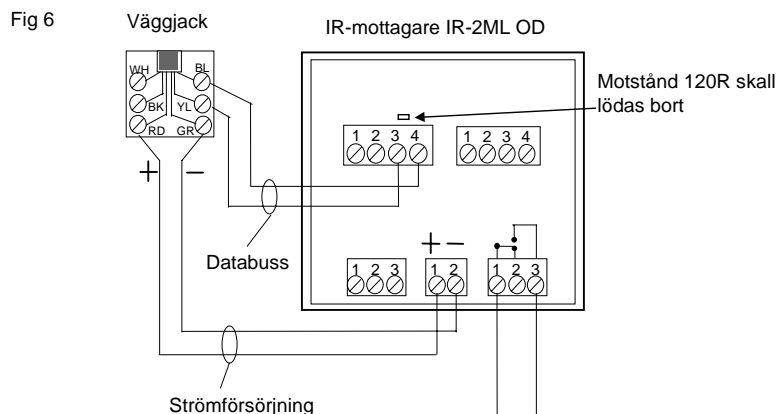 Fig 6
Väggjack
IR-mottagare IR-2ML OD
WH BL
BK YL
RD GR
Motstånd 120R skall
lödas bort
1 2 3 4
1 2 3 4
+ −
Databuss
+ −
1 2 3
1 2
1 2 3
Strömförsörjning